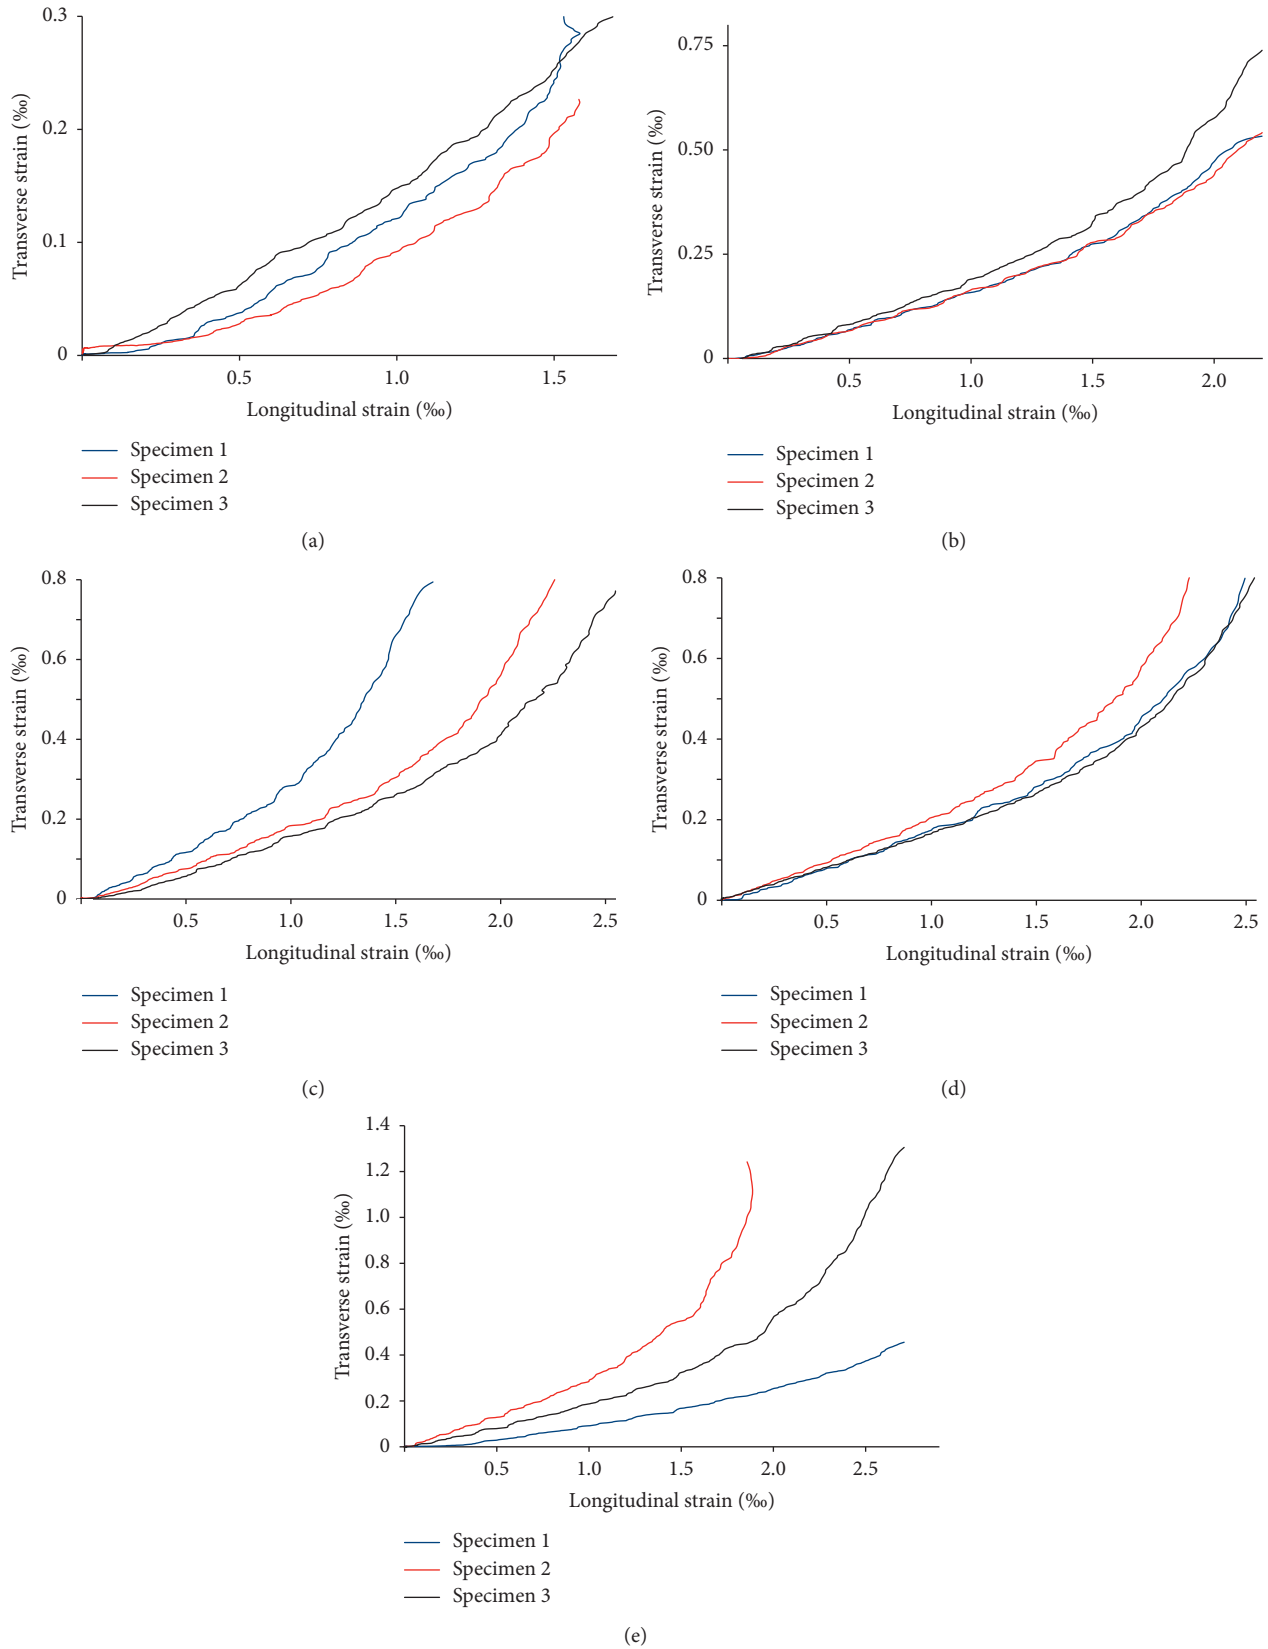 0.3
0.2
0.1
0
Transverse strain (‰)
0.5
1.0
1.5
Longitudinal strain (‰)
Specimen 1
Specimen 2
Specimen 3
(a)
0.75
0.50
0.25
0
Transverse strain (‰)
0.5
1.0
1.5
2.0
Longitudinal strain (‰)
Specimen 1
Specimen 2
Specimen 3
(b)
0.8
0.6
0.4
0.2
0
Transverse strain (‰)
0.5
1.0
1.5
2.0
2.5
Longitudinal strain (‰)
Specimen 1
Specimen 2
Specimen 3
(c)
0.8
0.6
0.4
0.2
0
Transverse strain (‰)
0.5
1.0
1.5
2.0
2.5
Longitudinal strain (‰)
Specimen 1
Specimen 2
Specimen 3
(d)
1.4
1.2
1.0
0.8
0.6
0.4
0.2
0
Transverse strain (‰)
0.5
1.0
1.5
2.0
2.5
Longitudinal strain (‰)
Specimen 1
Specimen 2
Specimen 3
(e)